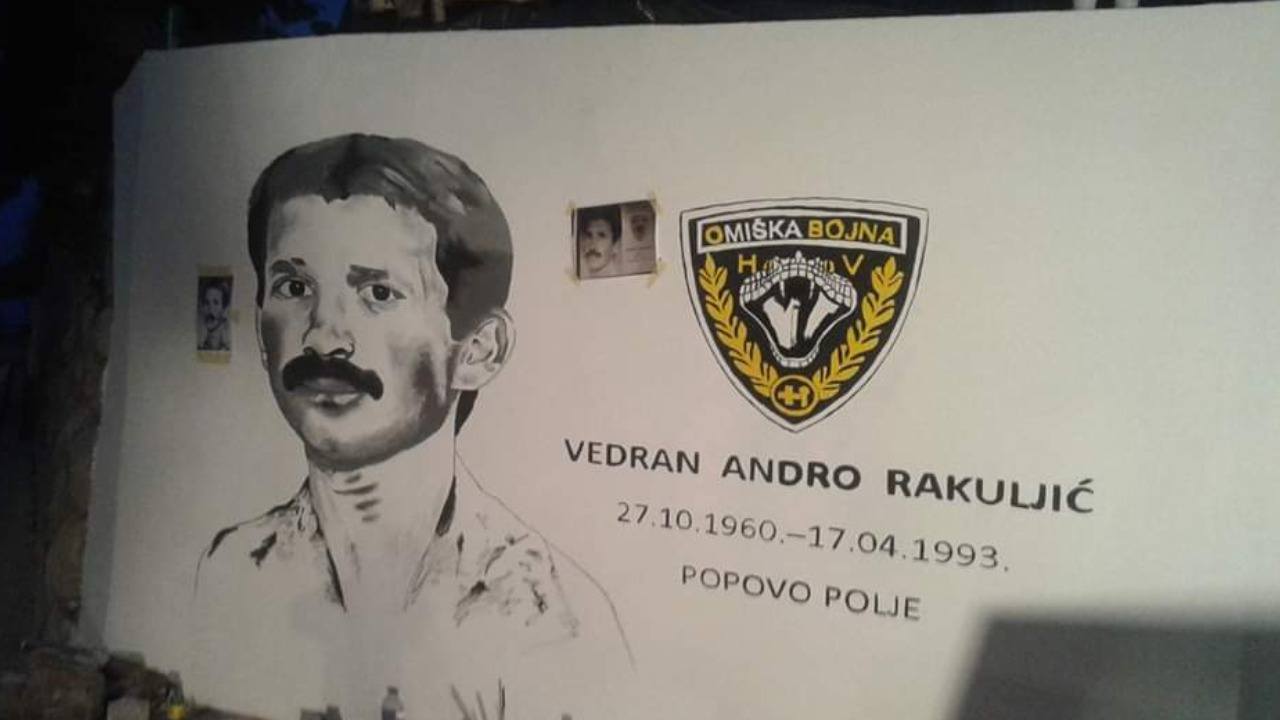 OMIŠKA BOJNA
H V
VEDRAN ANDRO RAKULJIĆ
27.10.1960.–17.04.1993.
POPOVO POLJE